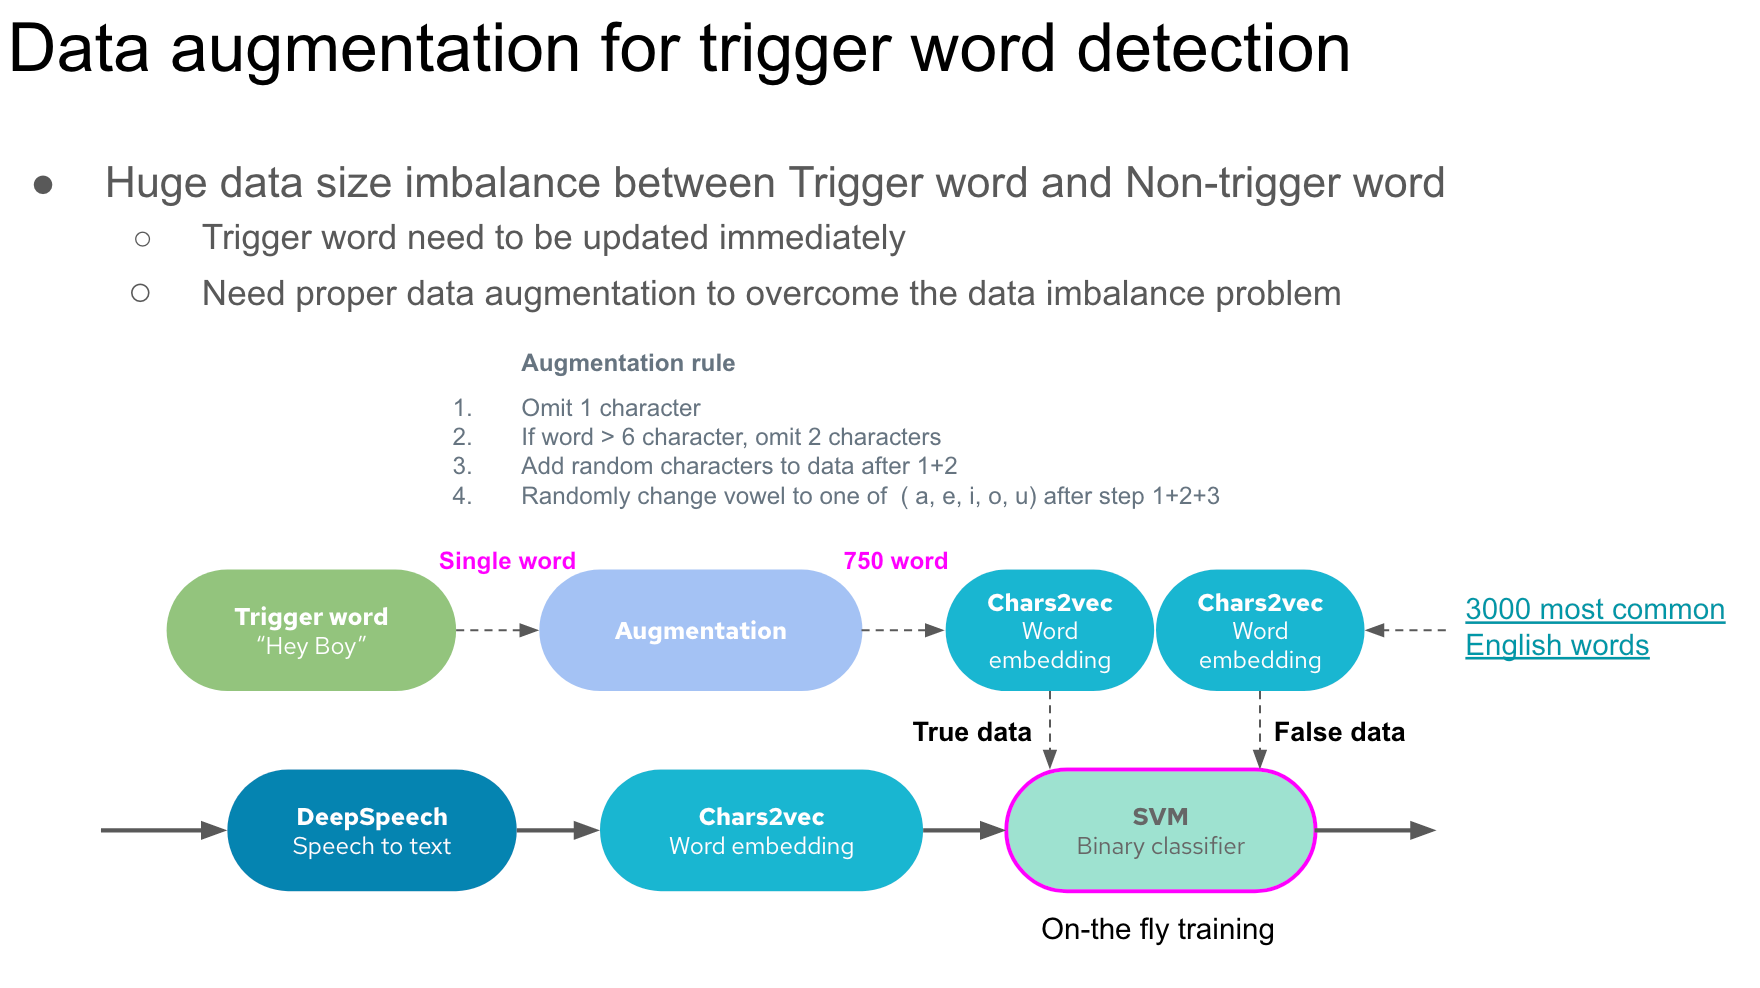 Data augmentation for trigger word detection
● Huge data size imbalance between Trigger word and Non-trigger word
○ Trigger word need to be updated immediately
○ Need proper data augmentation to overcome the data imbalance problem
Augmentation rule
1. Omit 1 character
2. If word > 6 character, omit 2 characters
3. Add random characters to data after 1+2
4. Randomly change vowel to one of ( a, e, i, o, u) after step 1+2+3
Single word
750 word
Trigger word
“Hey Boy”
Augmentation
Chars2vec
Word
embedding
Chars2vec
Word
embedding
3000 most common
English words
True data
False data
DeepSpeech
Speech to text
Chars2vec
Word embedding
SVM
Binary classifier
On-the fly training